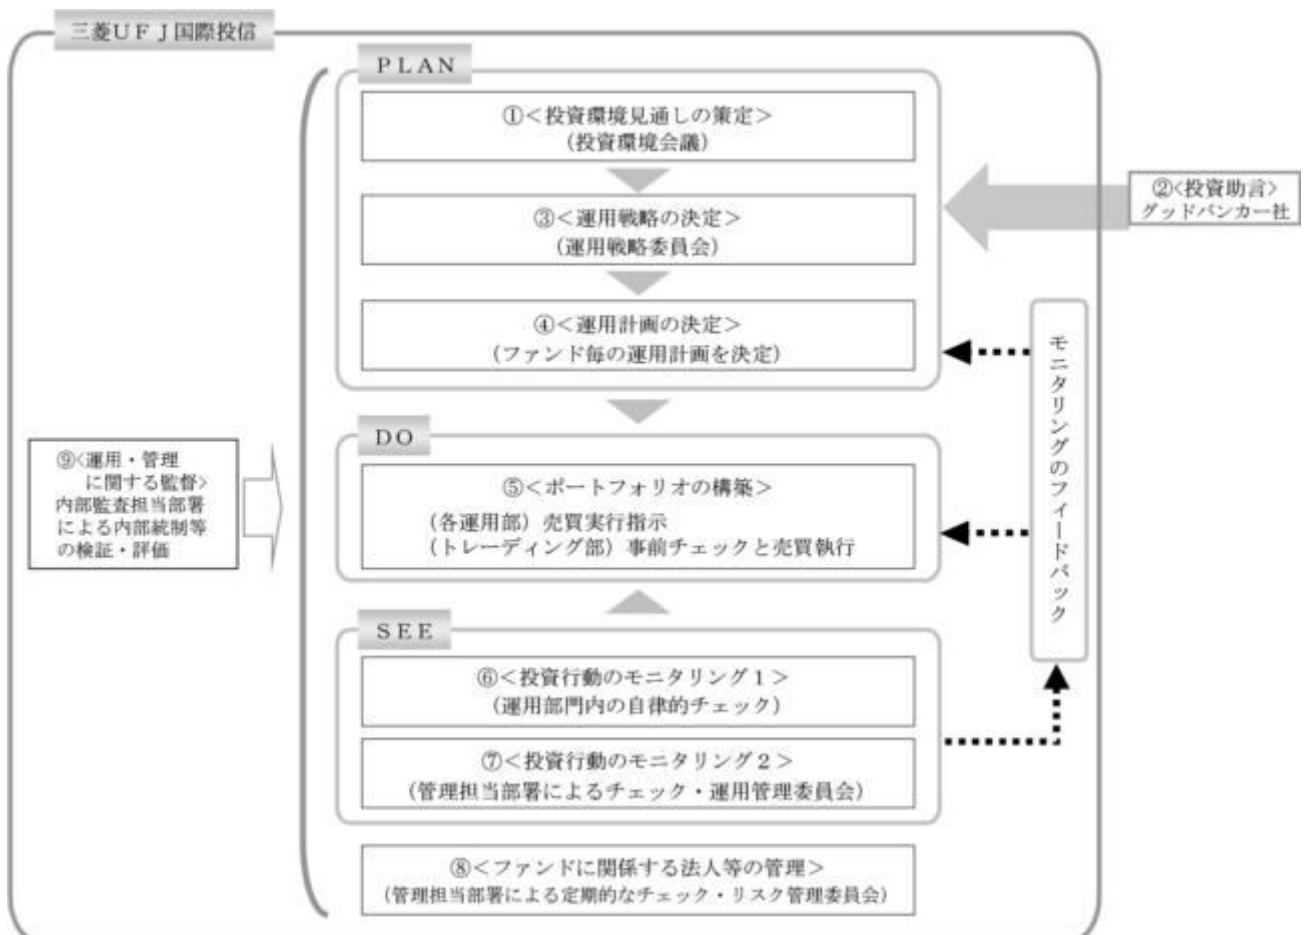 三菱UFJ国際投信
PLAN
①＜投資環境見通しの策定＞
（投資環境会議）
②＜投資助言＞
グッドバンカー社
③＜運用戦略の決定＞
（運用戦略委員会）
④＜運用計画の決定＞
（ファンド毎の運用計画を決定）
モニタリングのフィードバック
DO
⑤＜ポートフォリオの構築＞
（各運用部）売買実行指示
（トレーディング部）事前チェックと売買執行
⑨＜運用・管理
に関する監督＞
内部監査担当部署
による内部統制等
の検証・評価
SEE
⑥＜投資行動のモニタリング１＞
（運用部門内の自律的チェック）
⑦＜投資行動のモニタリング２＞
（管理担当部署によるチェック・運用管理委員会）
⑧＜ファンドに関係する法人等の管理＞
（管理担当部署による定期的なチェック・リスク管理委員会）